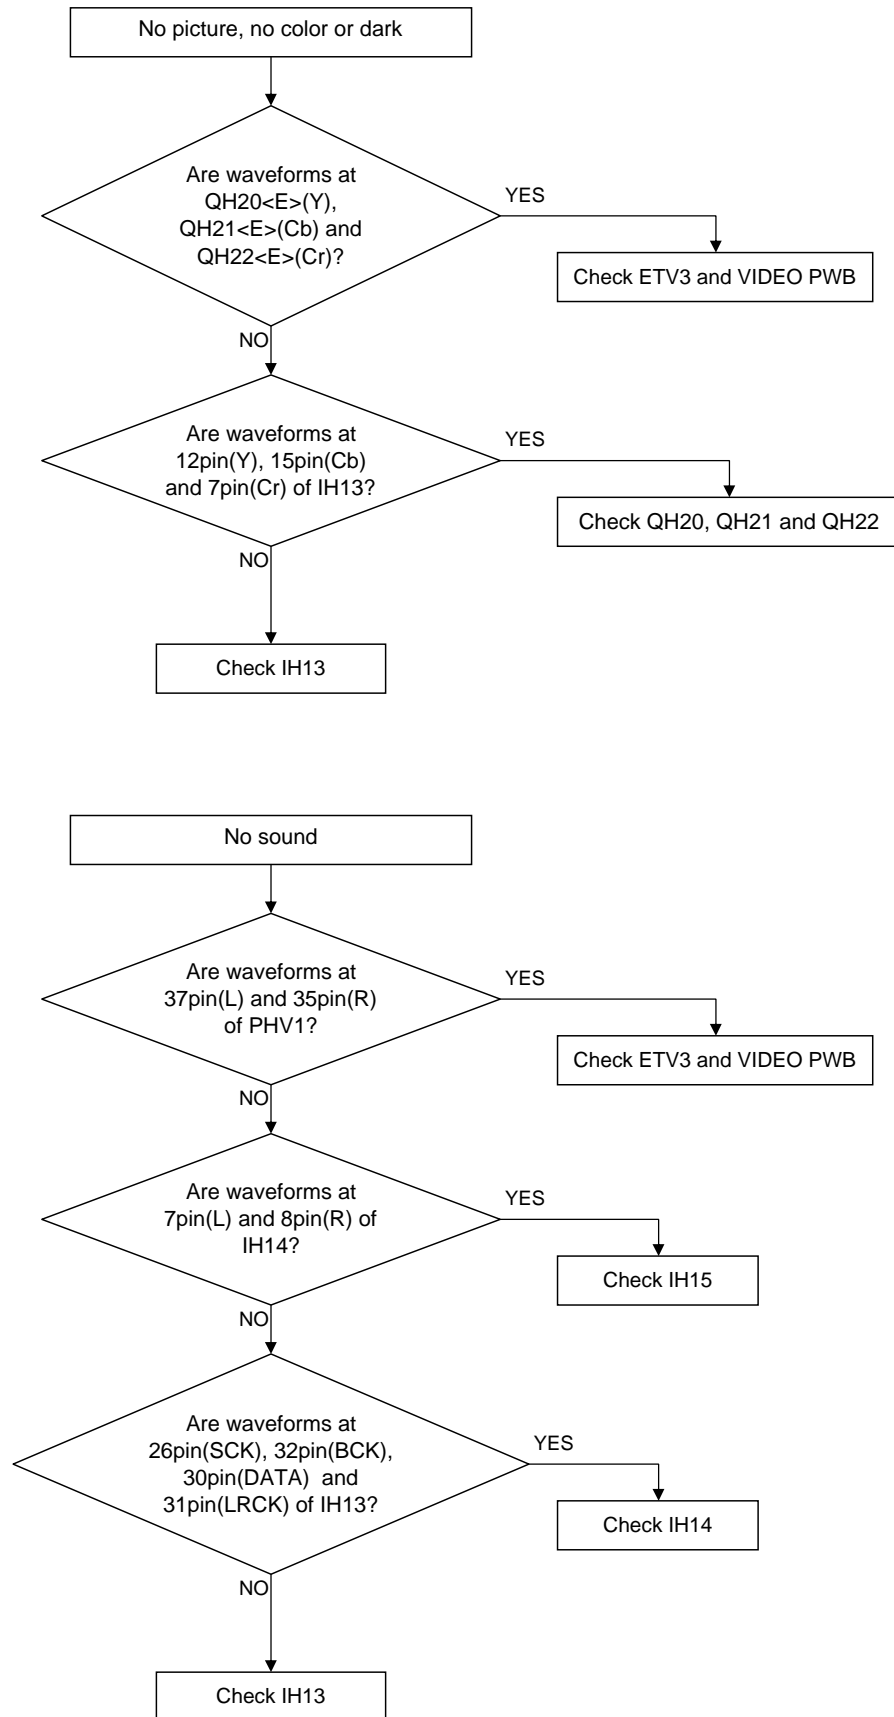 No picture, no color or dark
Are waveforms at
QH20<E>(Y),
QH21<E>(Cb) and
QH22<E>(Cr)?
YES
Check ETV3 and VIDEO PWB
NO
Are waveforms at
12pin(Y), 15pin(Cb)
and 7pin(Cr) of IH13?
YES
Check QH20, QH21 and QH22
NO
Check IH13
No sound
Are waveforms at
37pin(L) and 35pin(R)
of PHV1?
YES
Check ETV3 and VIDEO PWB
NO
Are waveforms at
7pin(L) and 8pin(R) of
IH14?
YES
Check IH15
NO
Are waveforms at
26pin(SCK), 32pin(BCK),
30pin(DATA)  and
31pin(LRCK) of IH13?
YES
Check IH14
NO
Check IH13